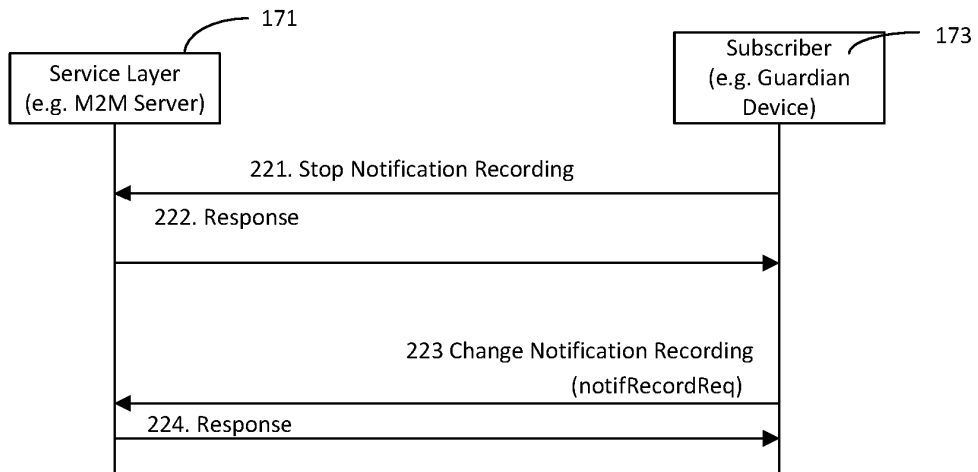 171
Service Layer
(e.g. M2M Server)
Subscriber
(e.g. Guardian
Device)
173
221. Stop Notification Recording
222. Response
223 Change Notification Recording
(notifRecordReq)
224. Response